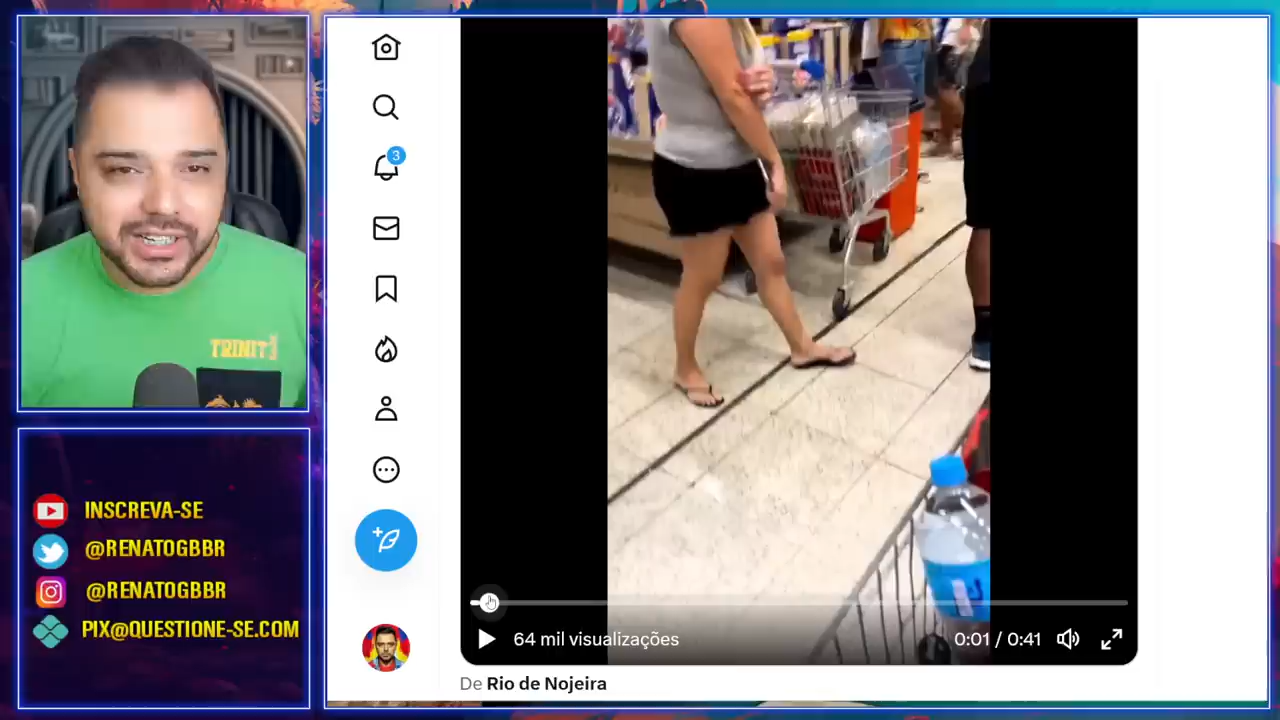 TRINIT
INSCREVA-SE
@RENATOGBBR
@RENATOGBBR
PIX@QUESTIONE-SE.COM
3
64 mil visualizações
0:01 / 0:41
De Rio de Nojeira